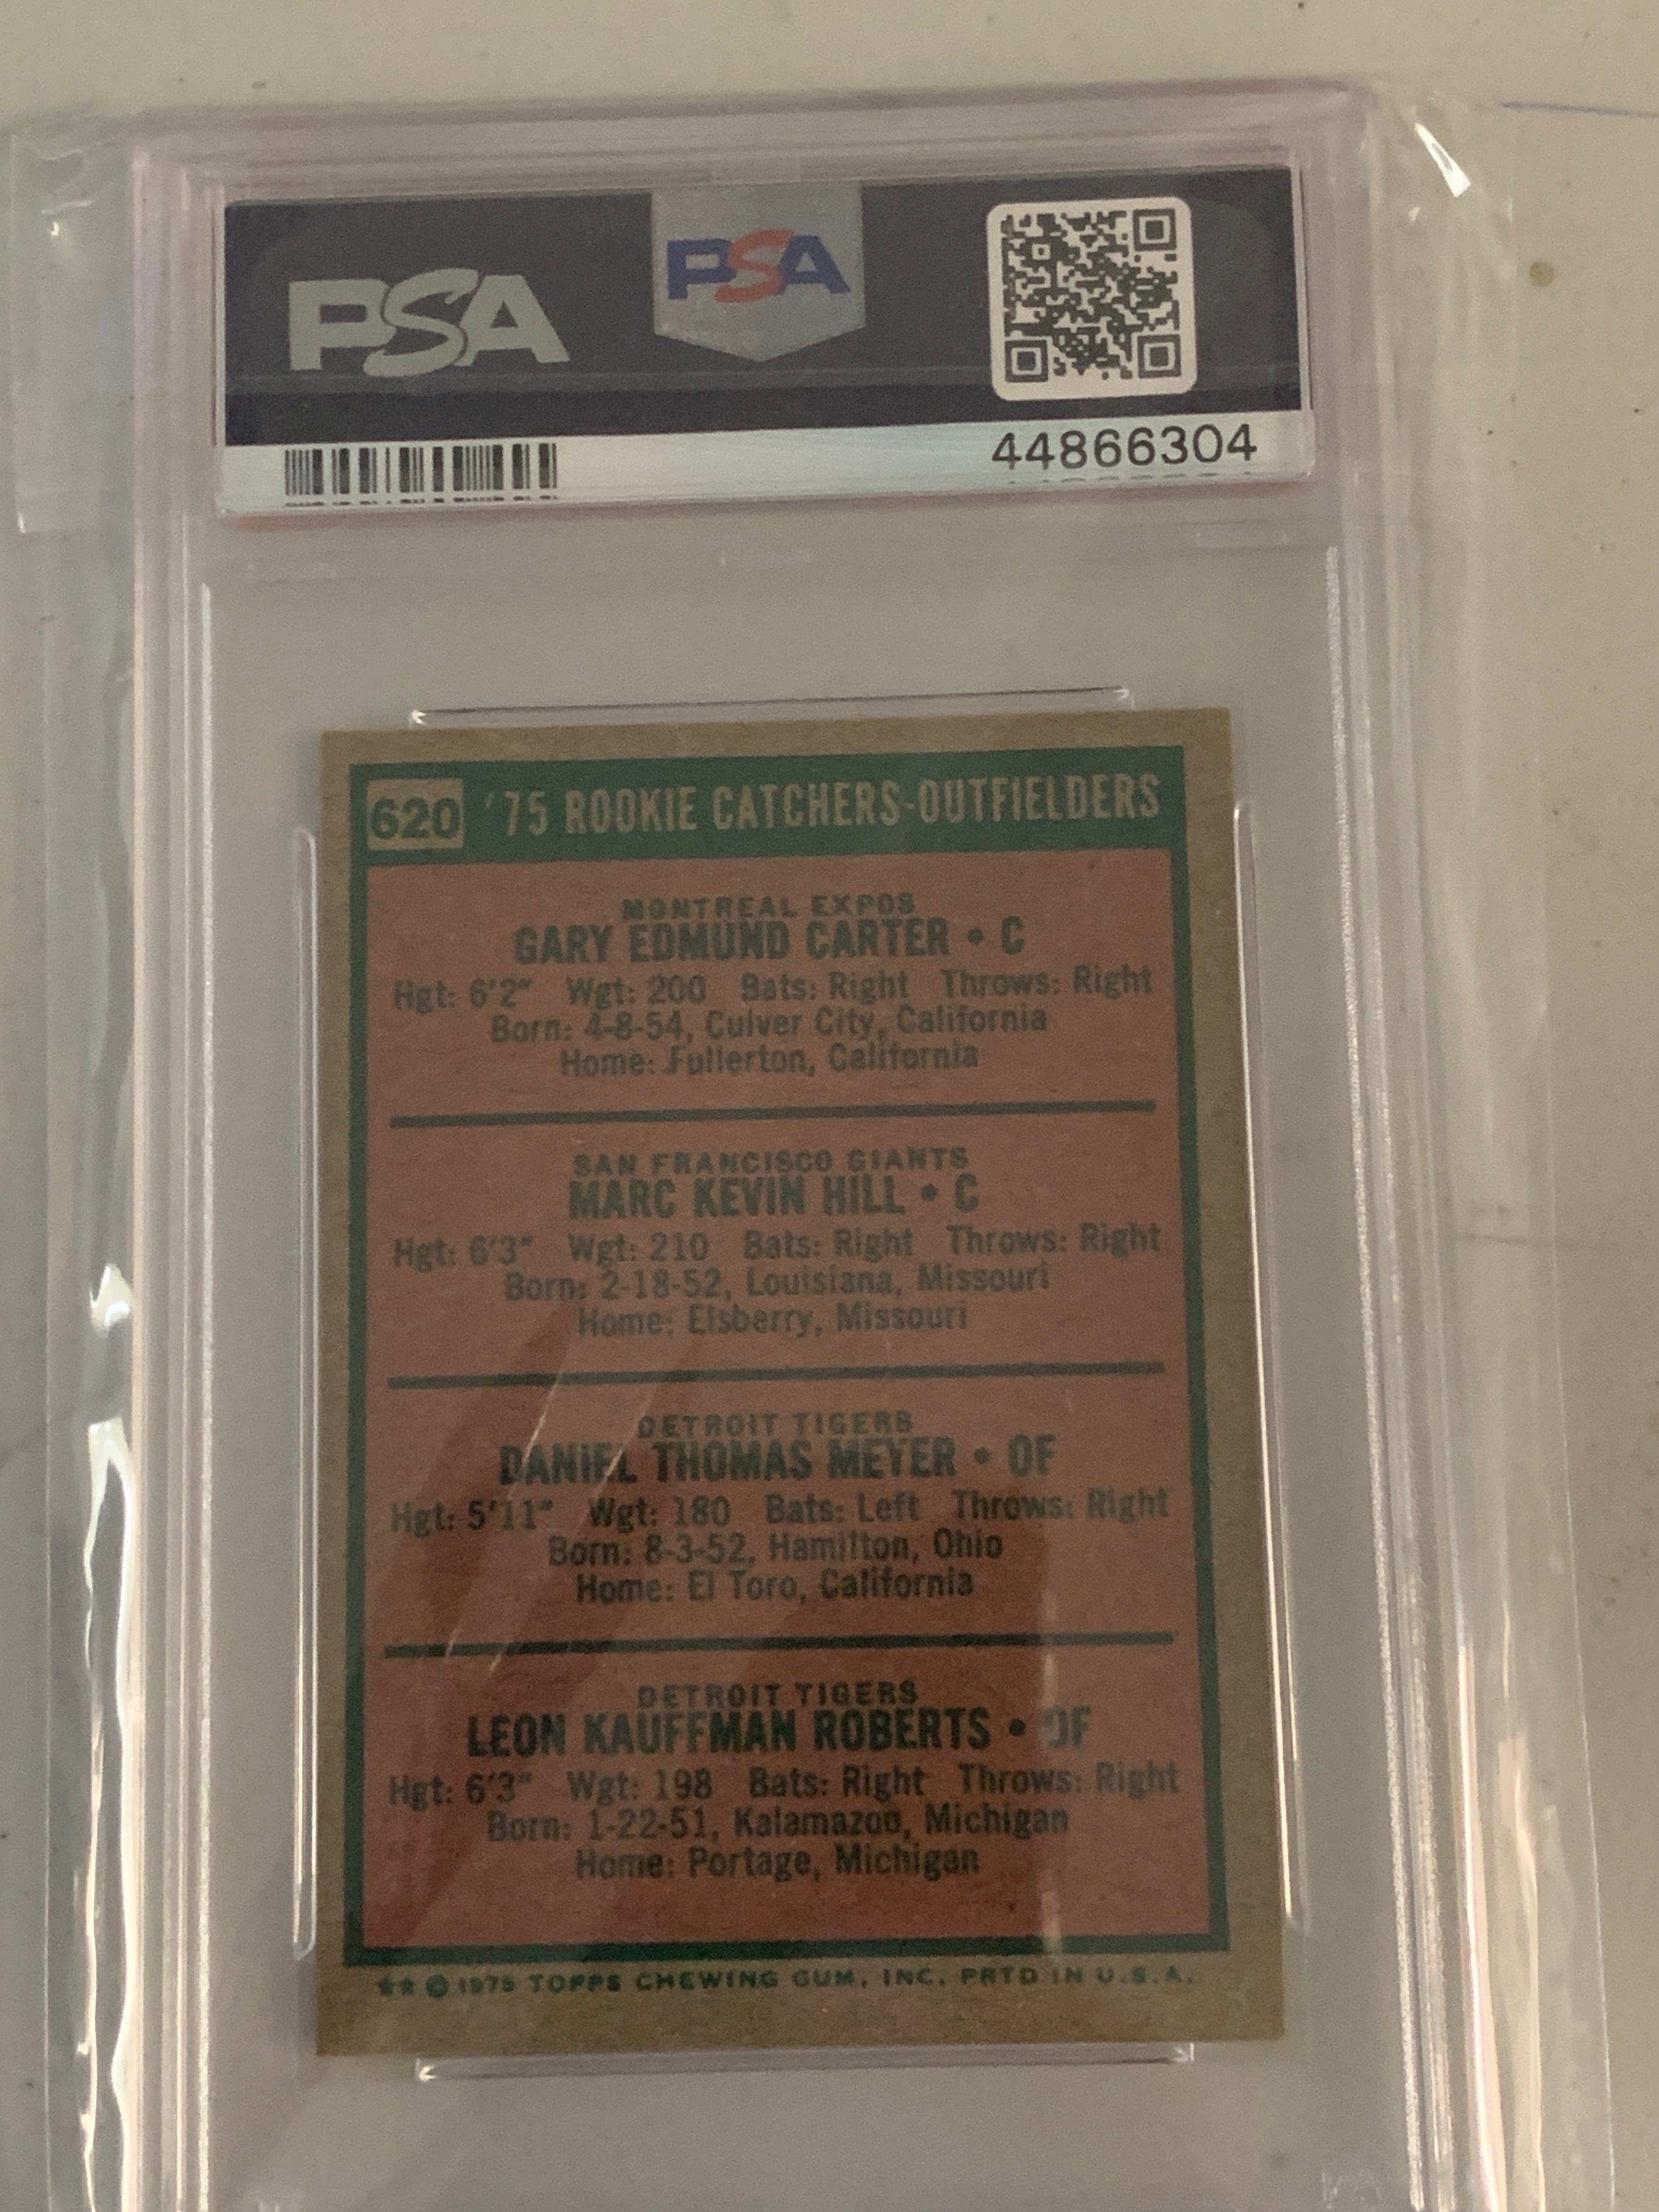 PSA
PSA
44866304
620 '75 ROOKIE CATCHERS-OUTFIELDERS
MONTREAL EXPOS
GARY EDMUND CARTER • C
Hgt: 6'2" Wgt: 200 Bats: Right Throws: Right
Born: 4-8-54, Culver City, California
Home: Fullerton, California
SAN FRANCISCO GIANTS
MARC KEVIN HILL • C
Hgt: 6'3" Wgt: 210 Bats: Right Throws: Right
Born: 2-18-52, Louisiana, Missouri
Home: Elsberry, Missouri
DETROIT TIGERS
DANIEL THOMAS MEYER • OF
Hgt: 5'11" Wgt: 180 Bats: Left Throws: Right
Born: 8-3-52, Hamilton, Ohio
Home: El Toro, California
DETROIT TIGERS
LEON KAUFFMAN ROBERTS • OF
Hgt: 6'3" Wgt: 198 Bats: Right Throws: Right
Born: 1-22-51, Kalamazoo, Michigan
Home: Portage, Michigan
★★ © 1975 TOPPS CHEWING GUM, INC. PRTD IN U.S.A.